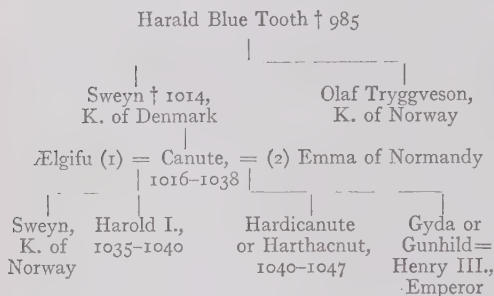 Harald Blue Tooth † 985
Sweyn † 1014,
K. of Denmark
Olaf Tryggveson,
K. of Norway
Ælgifu (1) = Canute, = (2) Emma of Normandy
1016–1038
Sweyn,
K. of
Norway
Harold I.,
1035–1040
Hardicanute
or Harthacnut,
1040–1047
Gyda or
Gunhild=
Henry III.,
Emperor